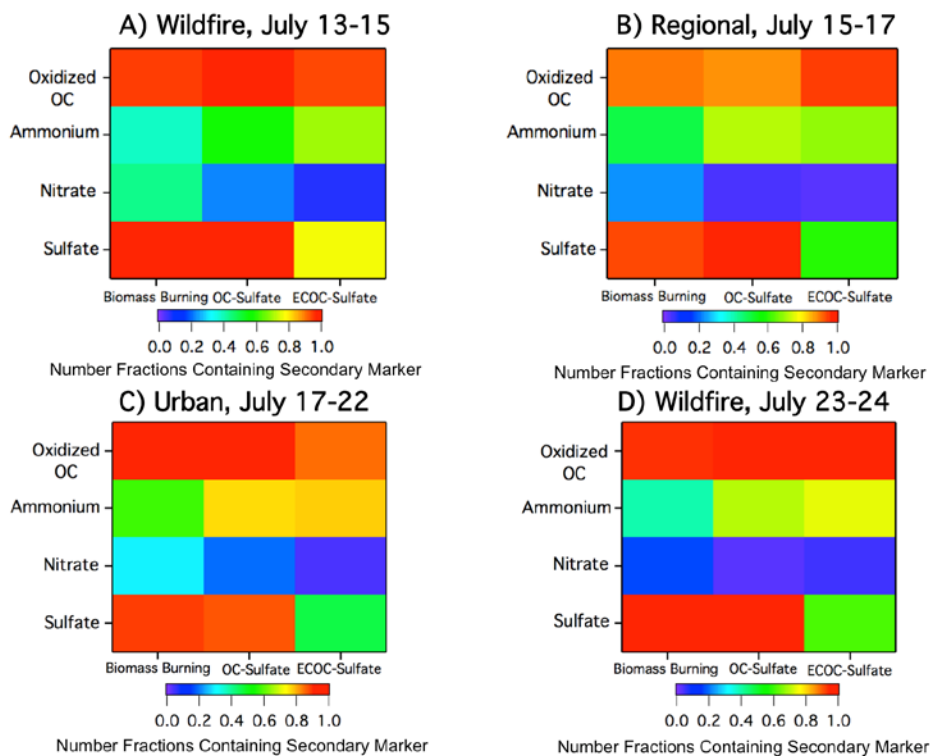 A) Wildfire, July 13-15
Oxidized
OC
Ammonium
Nitrate
Sulfate
Biomass Burning OC-Sulfate ECOC-Sulfate
0.0 0.2 0.4 0.6 0.8 1.0
Number Fractions Containing Secondary Marker
B) Regional, July 15-17
Oxidized
OC
Ammonium
Nitrate
Sulfate
Biomass Burning OC-Sulfate ECOC-Sulfate
0.0 0.2 0.4 0.6 0.8 1.0
Number Fractions Containing Secondary Marker
C) Urban, July 17-22
Oxidized
OC
Ammonium
Nitrate
Sulfate
Biomass Burning OC-Sulfate ECOC-Sulfate
0.0 0.2 0.4 0.6 0.8 1.0
Number Fractions Containing Secondary Marker
D) Wildfire, July 23-24
Oxidized
OC
Ammonium
Nitrate
Sulfate
Biomass Burning OC-Sulfate ECOC-Sulfate
0.0 0.2 0.4 0.6 0.8 1.0
Number Fractions Containing Secondary Marker